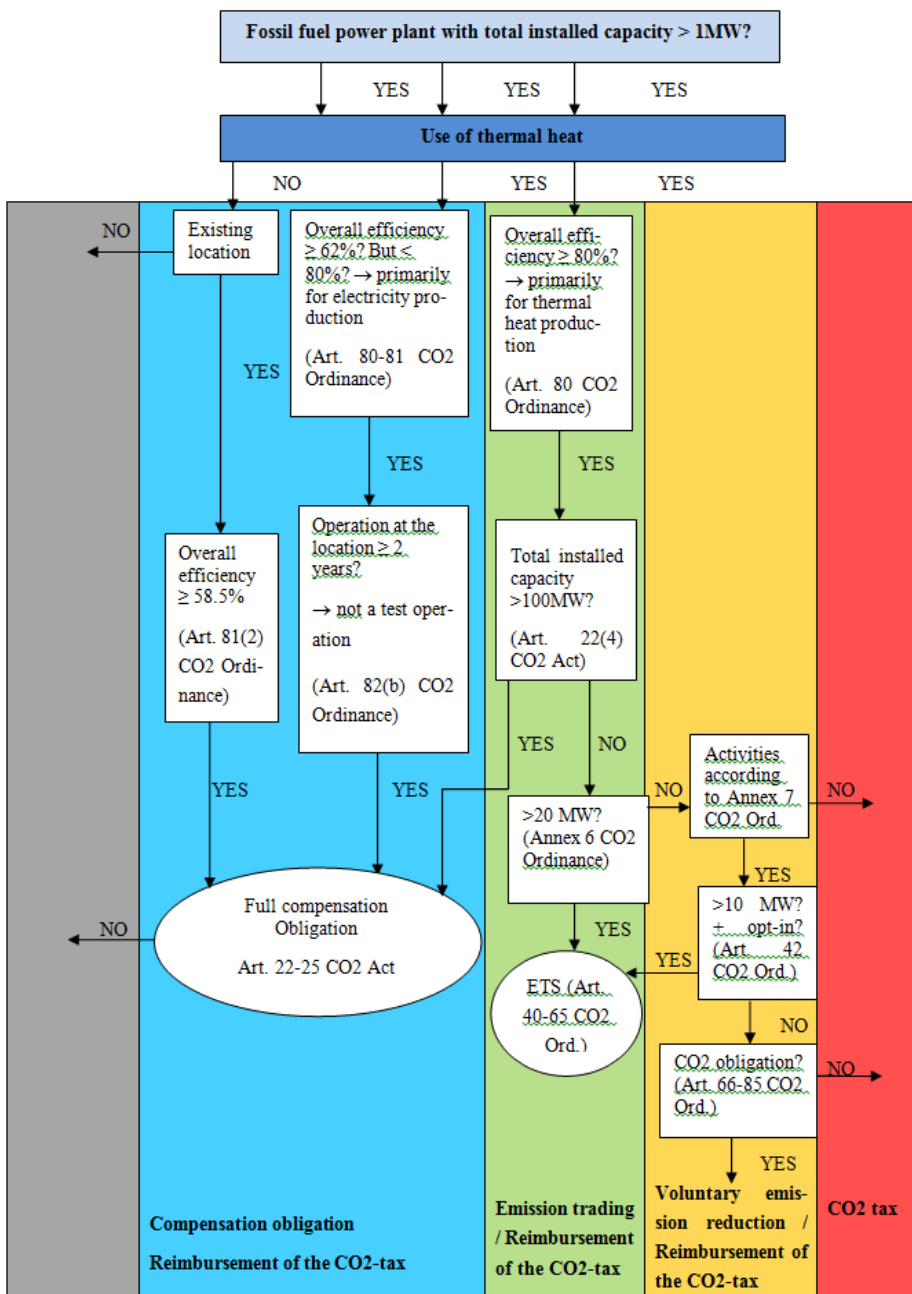 Fossil fuel power plant with total installed capacity > 1MW?
YES
YES
YES
Use of thermal heat
NO
YES
YES
NO
Existing
location
Overall efficiency
≥ 62%? But <
80%? → primarily
for electricity pro-
duction
(Art. 80-81 CO2
Ordinance)
Overall effi-
ciency ≥ 80%?
→ primarily
for thermal
heat produc-
tion
(Art. 80 CO2
Ordinance)
YES
YES
YES
Overall
efficiency
≥ 58.5%
(Art. 81(2)
CO2 Ordi-
nance)
Operation at the
location ≥ 2
years?
→ not a test oper-
ation
(Art. 82(b) CO2
Ordinance)
Total installed
capacity
>100MW?
(Art. 22(4)
CO2 Act)
YES
YES
YES
NO
Activities
according
to Annex 7
CO2 Ord.
NO
NO
>20 MW?
(Annex 6 CO2
Ordinance)
YES
>10 MW?
+ opt-in?
(Art. 42
CO2 Ord.)
Full compensation
Obligation
Art. 22-25 CO2 Act
NO
YES
YES
ETS (Art.
40-65 CO2
Ord.)
NO
CO2 obligation?
(Art. 66-85 CO2
Ord.)
NO
YES
Compensation obligation
Reimbursement of the CO2-tax
Emission trading
/ Reimbursement
of the CO2-tax
Voluntary emis-
sion reduction /
Reimbursement of
the CO2-tax
CO2 tax